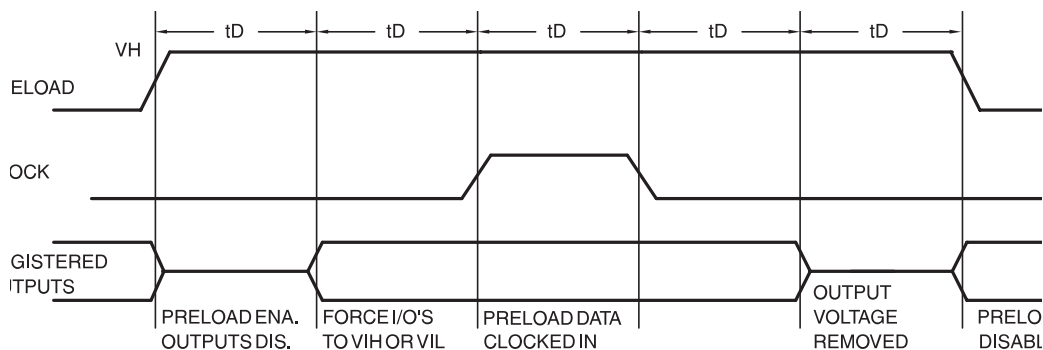 tD tD tD tD tD
VH
ELOAD
OCK
GISTERED
UTPUTS
PRELOAD ENA.
OUTPUTS DIS.
FORCE I/O'S
TO VIH OR VIL
PRELOAD DATA
CLOCKED IN
OUTPUT
VOLTAGE
REMOVED
PRELO
DISABL